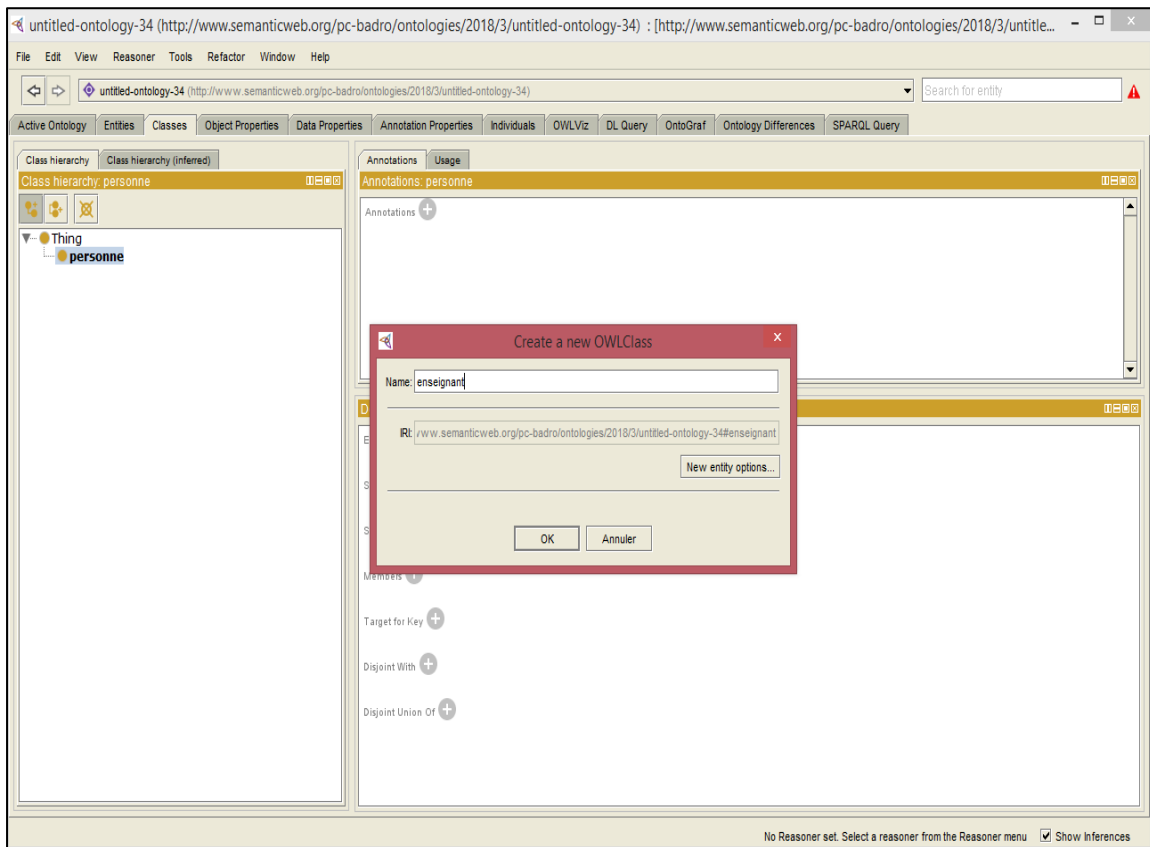 untitled-ontology-34 (http://www.semanticweb.org/pc-badro/ontologies/2018/3/untitled-ontology-34) : [http://www.semanticweb.org/pc-badro/ontologies/2018/3/untitle...
File Edit View Reasoner Tools Refactor Window Help
untitled-ontology-34 (http://www.semanticweb.org/pc-badro/ontologies/2018/3/untitled-ontology-34)
Search for entity
Active Ontology Entities Classes Object Properties Data Properties Annotation Properties Individuals OWLViz DL Query OntoGraf Ontology Differences SPARQL Query
Class hierarchy Class hierarchy (inferred)
Class hierarchy: personne
Thing
personne
Annotations Usage
Annotations: personne
Annotations
Create a new OWLClass
Name: enseignant
IRI: www.semanticweb.org/pc-badro/ontologies/2018/3/untitled-ontology-34#enseignant
New entity options...
OK Annuler
D
E
S
S
Members
Target for Key
Disjoint With
Disjoint Union Of
No Reasoner set. Select a reasoner from the Reasoner menu Show Inferences